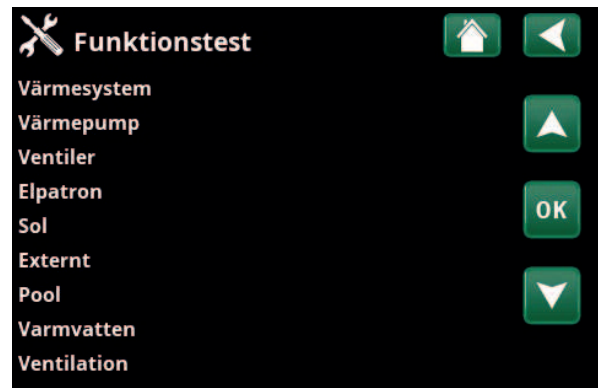 Funktionstest
Värmesystem
Värmepump
Ventiler
Elpatron
OK
Sol
Externt
Pool
Varmvatten
Ventilation